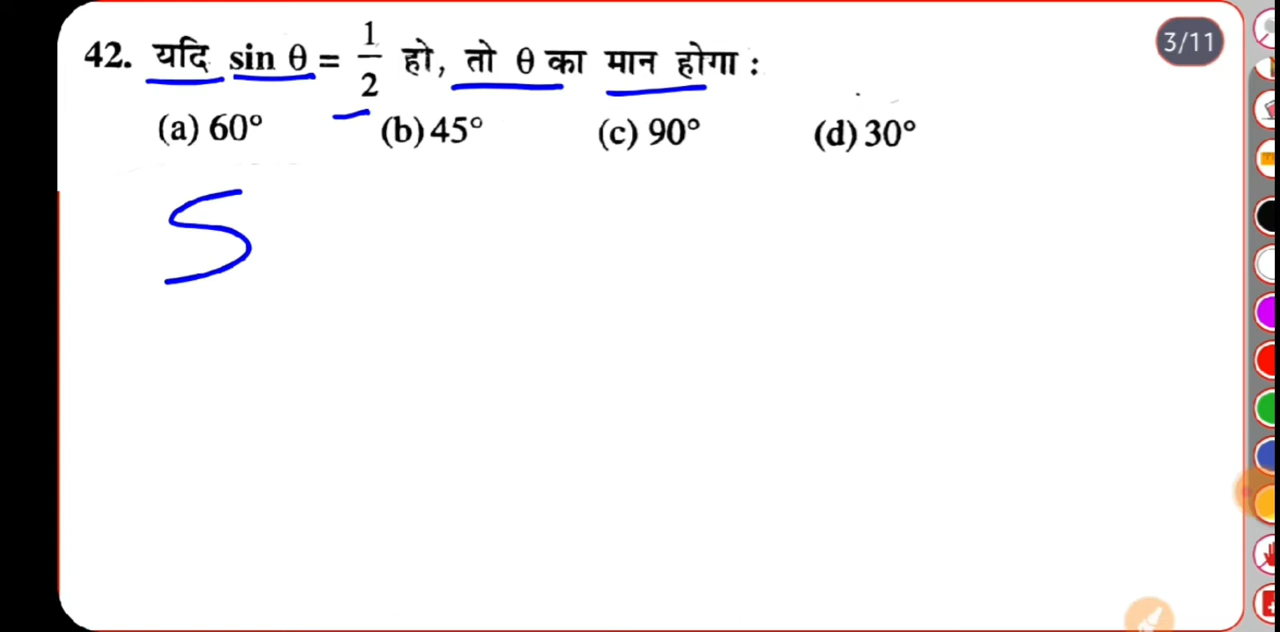 3/11
42. यदि sin θ = 1/2 हो, तो θ का मान होगा :
(a) 60° (b) 45° (c) 90° (d) 30°
S